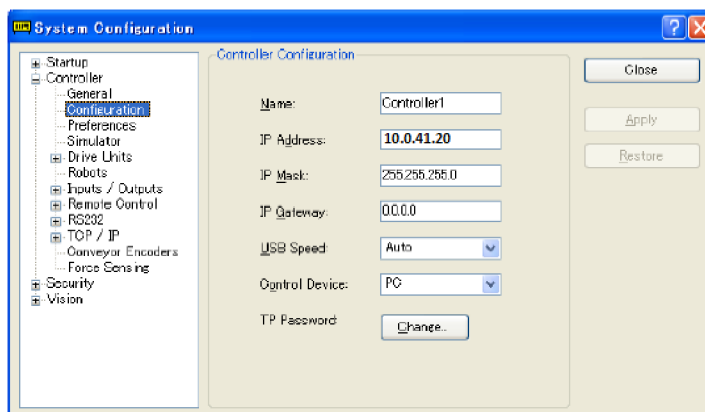 System Configuration
Startup
Controller
General
Configuration
Preferences
Simulator
Drive Units
Robots
Inputs / Outputs
Remote Control
RS232
TCP / IP
Conveyor Encoders
Force Sensing
Security
Vision
Controller Configuration
Name: Controller1
IP Address: 10.0.41.20
IP Mask: 255.255.255.0
IP Gateway: 0.0.0.0
USB Speed: Auto
Control Device: PC
TP Password: Change...
Close
Apply
Restore